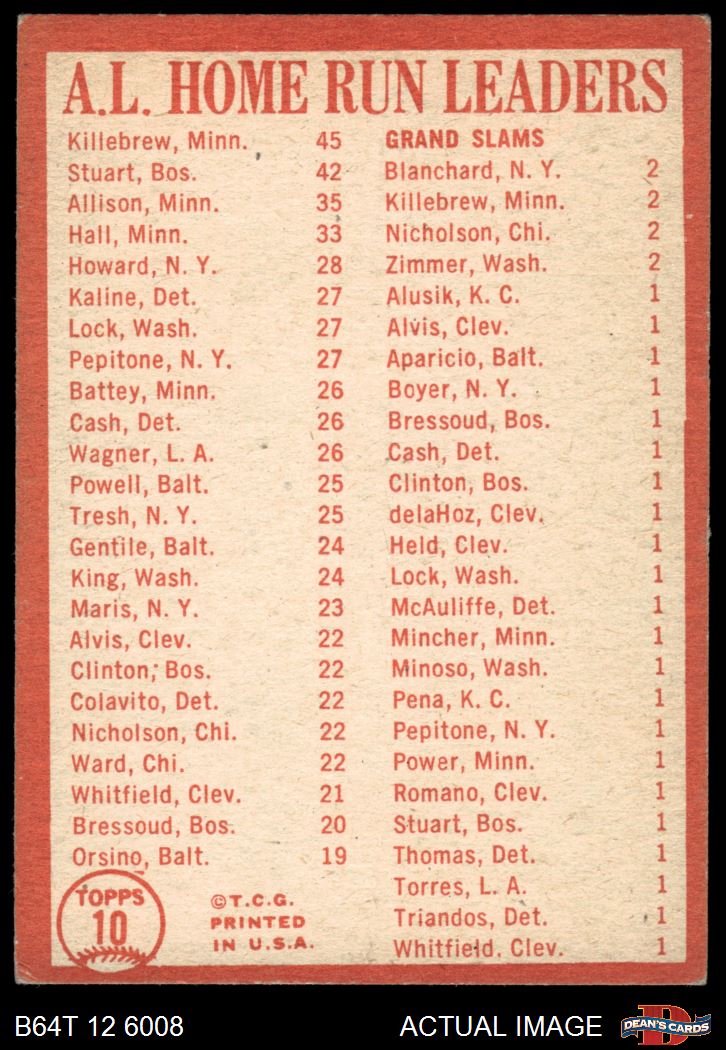 A.L. HOME RUN LEADERS
Killebrew, Minn. 45
Stuart, Bos. 42
Allison, Minn. 35
Hall, Minn. 33
Howard, N. Y. 28
Kaline, Det. 27
Lock, Wash. 27
Pepitone, N. Y. 27
Battey, Minn. 26
Cash, Det. 26
Wagner, L. A. 26
Powell, Balt. 25
Tresh, N. Y. 25
Gentile, Balt. 24
King, Wash. 24
Maris, N. Y. 23
Alvis, Clev. 22
Clinton, Bos. 22
Colavito, Det. 22
Nicholson, Chi. 22
Ward, Chi. 22
Whitfield, Clev. 21
Bressoud, Bos. 20
Orsino, Balt. 19
GRAND SLAMS
Blanchard, N. Y. 2
Killebrew, Minn. 2
Nicholson, Chi. 2
Zimmer, Wash. 2
Alusik, K. C. 1
Alvis, Clev. 1
Aparicio, Balt. 1
Boyer, N. Y. 1
Bressoud, Bos. 1
Cash, Det. 1
Clinton, Bos. 1
delaHoz, Clev. 1
Held, Clev. 1
Lock, Wash. 1
McAuliffe, Det. 1
Mincher, Minn. 1
Minoso, Wash. 1
Pena, K. C. 1
Pepitone, N. Y. 1
Power, Minn. 1
Romano, Clev. 1
Stuart, Bos. 1
Thomas, Det. 1
Torres, L. A. 1
Triandos, Det. 1
Whitfield, Clev. 1
TOPPS
10
©T.C.G.
PRINTED
IN U.S.A.
B64T 12 6008
ACTUAL IMAGE
D
DEAN'S CARDS